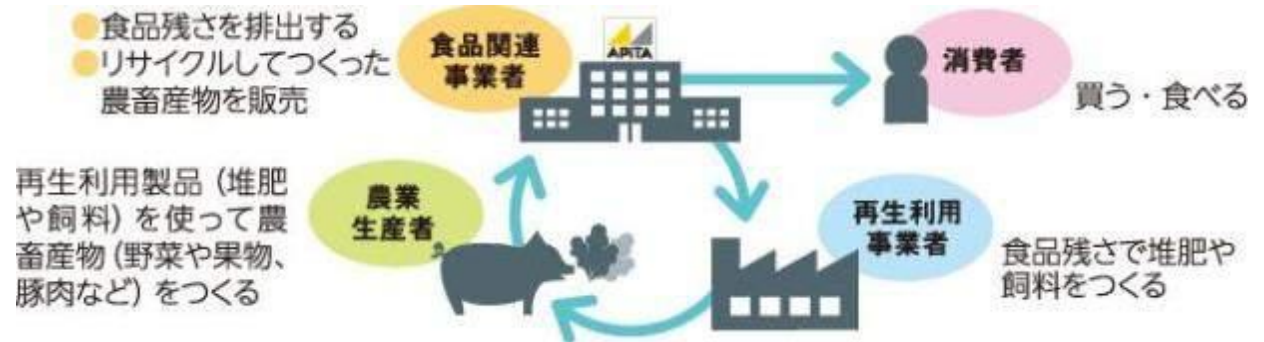 ●食品残さを排出する
●リサイクルしてつくった
農畜産物を販売
食品関連
事業者
APITA
消費者
買う・食べる
再生利用製品（堆肥
や飼料）を使って農
畜産物（野菜や果物、
豚肉など）をつくる
農業
生産者
再生利用
事業者
食品残さで堆肥や
飼料をつくる